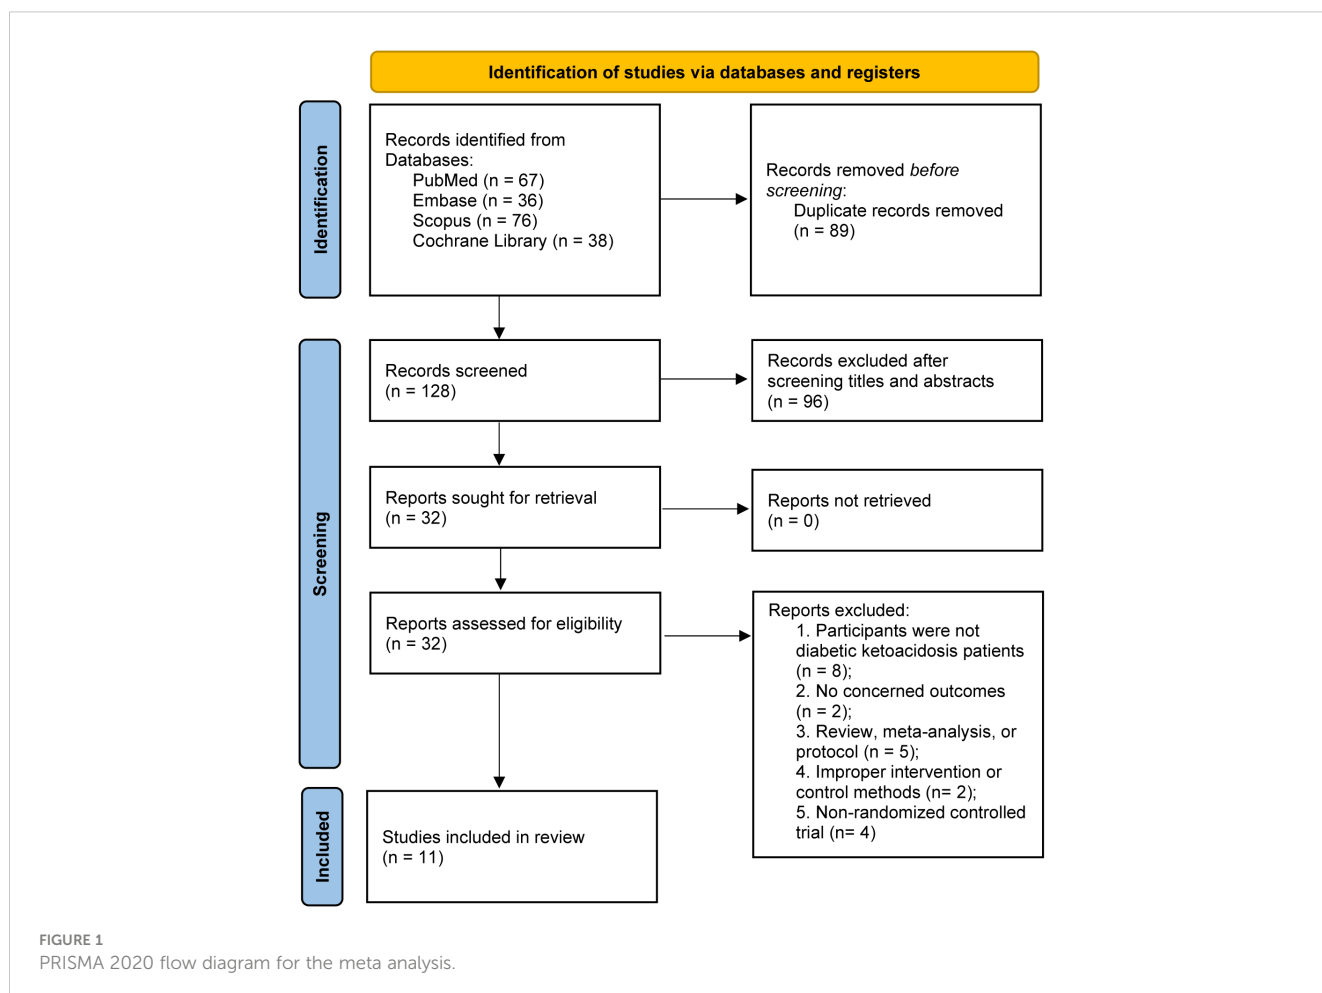 Identification of studies via databases and registers
Identification
Records identified from
Databases:
PubMed (n = 67)
Embase (n = 36)
Scopus (n = 76)
Cochrane Library (n = 38)
Records removed before
screening:
Duplicate records removed
(n = 89)
Screening
Records screened
(n = 128)
Records excluded after
screening titles and abstracts
(n = 96)
Reports sought for retrieval
(n = 32)
Reports not retrieved
(n = 0)
Reports assessed for eligibility
(n = 32)
Reports excluded:
1. Participants were not
diabetic ketoacidosis patients
(n = 8);
2. No concerned outcomes
(n = 2);
3. Review, meta-analysis, or
protocol (n = 5);
4. Improper intervention or
control methods (n= 2);
5. Non-randomized controlled
trial (n= 4)
Included
Studies included in review
(n = 11)
FIGURE 1
PRISMA 2020 flow diagram for the meta analysis.